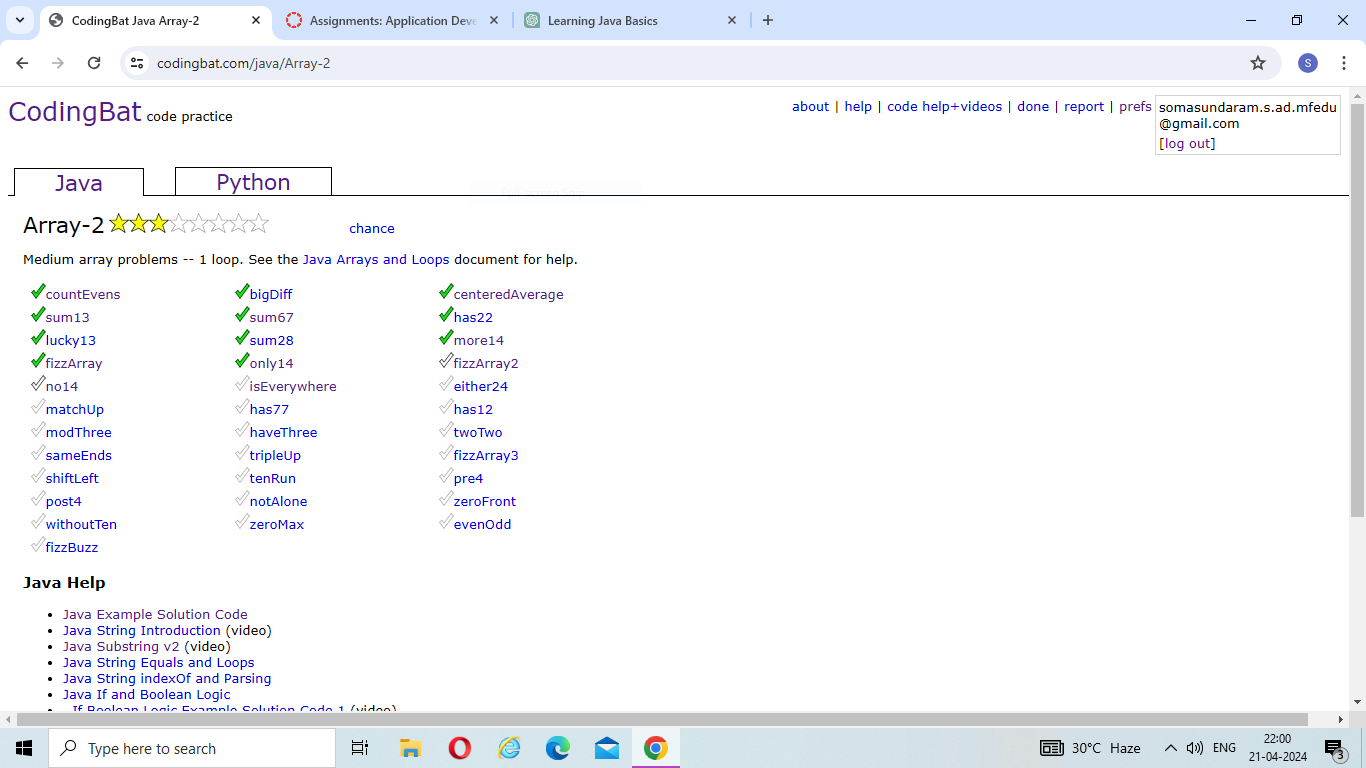 CodingBat Java Array-2
Assignments: Application Deve
Learning Java Basics
codingbat.com/java/Array-2
S
CodingBat code practice
about | help | code help+videos | done | report | prefs
somasundaram.s.ad.mfedu
@gmail.com
[log out]
Java
Python
Array-2
chance
Medium array problems -- 1 loop. See the Java Arrays and Loops document for help.
countEvens bigDiff centeredAverage
sum13 sum67 has22
lucky13 sum28 more14
fizzArray only14 fizzArray2
no14 isEverywhere either24
matchUp has77 has12
modThree haveThree twoTwo
sameEnds tripleUp fizzArray3
shiftLeft tenRun pre4
post4 notAlone zeroFront
withoutTen zeroMax evenOdd
fizzBuzz
Java Help
Java Example Solution Code
Java String Introduction (video)
Java Substring v2 (video)
Java String Equals and Loops
Java String indexOf and Parsing
Java If and Boolean Logic
If Boolean Logic Example Solution Code 1 (video)
Type here to search
30°C Haze
ENG
22:00
21-04-2024
3